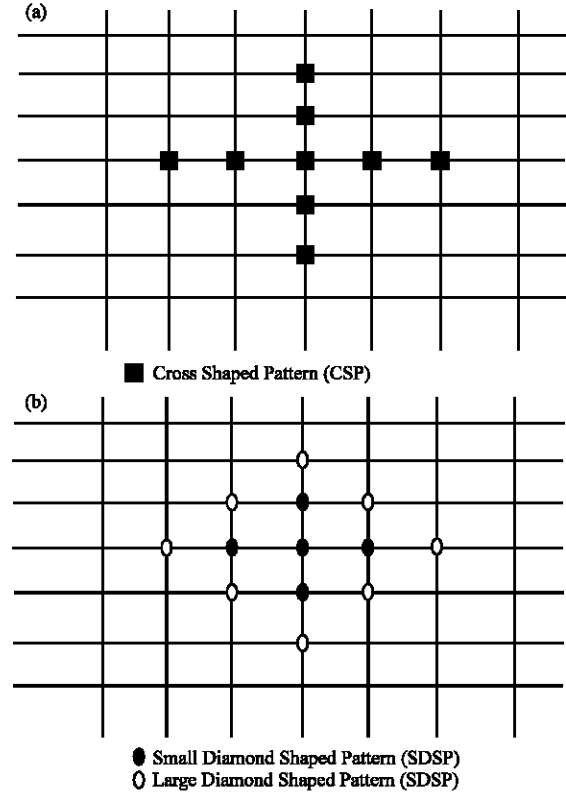 (a)
Cross Shaped Pattern (CSP)
(b)
Small Diamond Shaped Pattern (SDSP)
Large Diamond Shaped Pattern (SDSP)